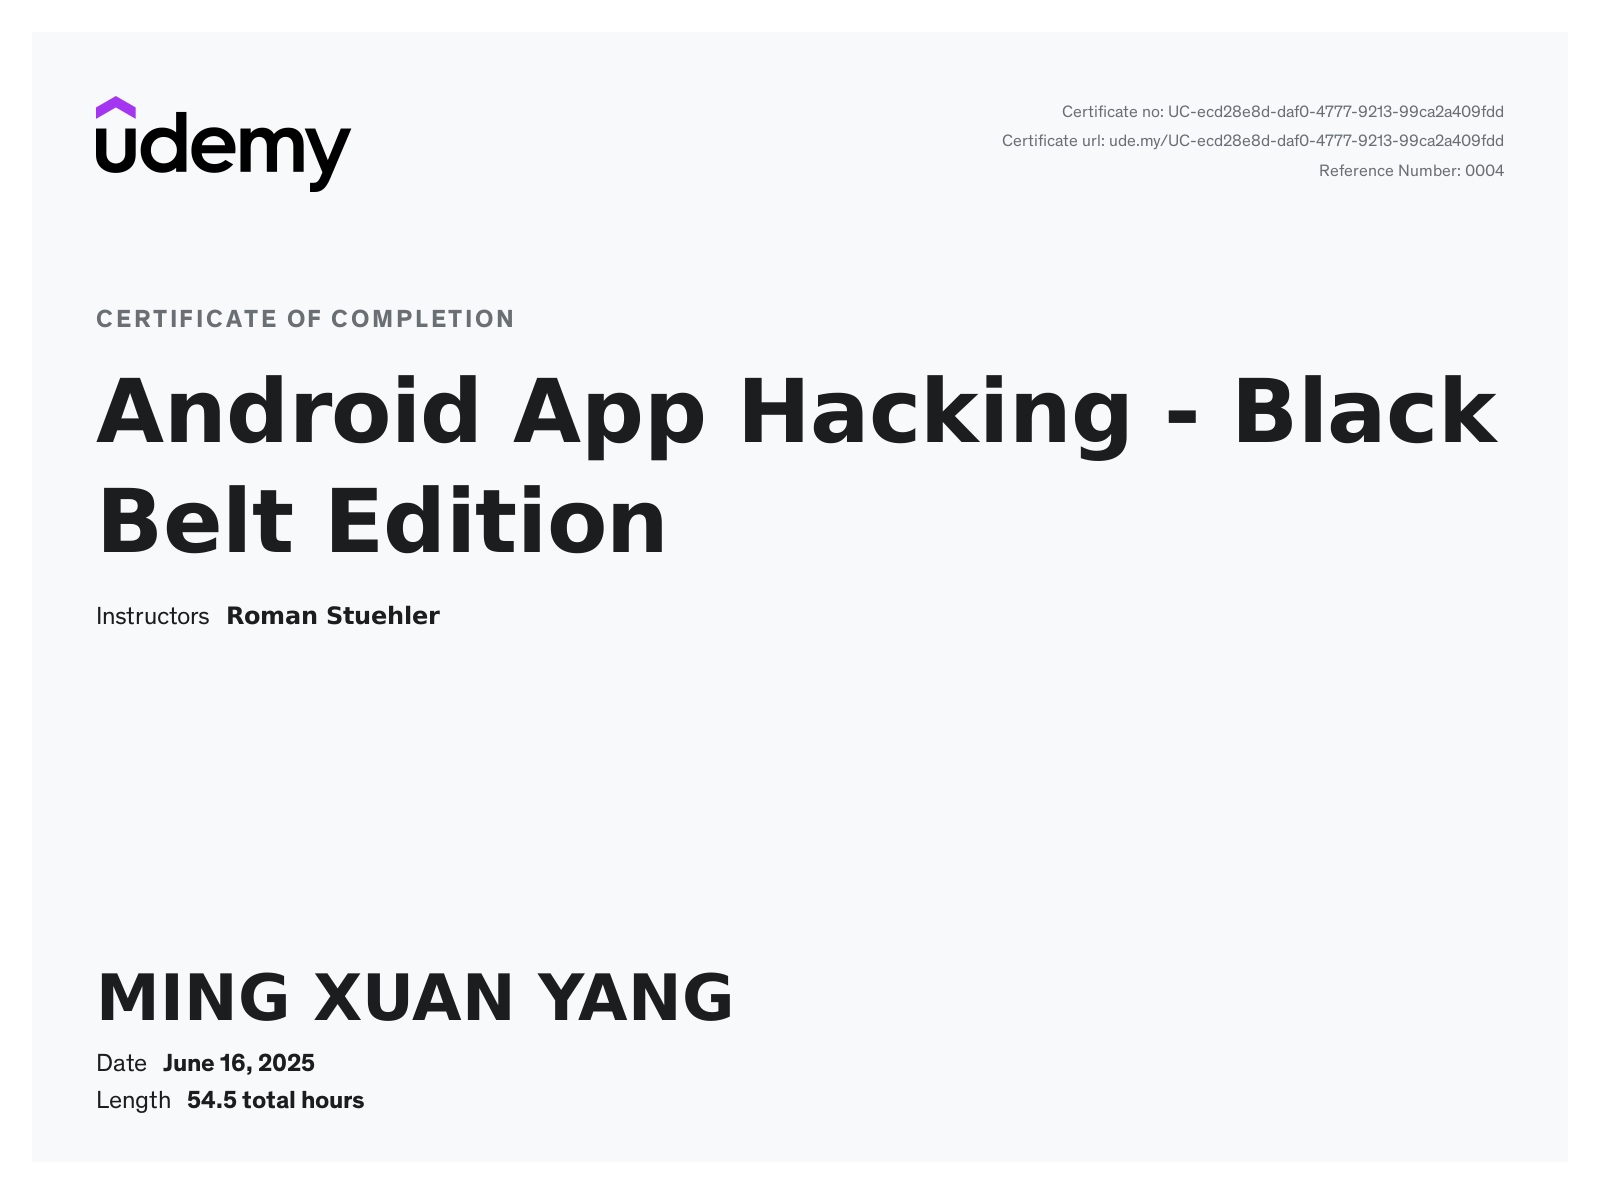 udemy
Certificate no: UC-ecd28e8d-daf0-4777-9213-99ca2a409fdd
Certificate url: ude.my/UC-ecd28e8d-daf0-4777-9213-99ca2a409fdd
Reference Number: 0004
CERTIFICATE OF COMPLETION
Android App Hacking - Black
Belt Edition
Instructors Roman Stuehler
MING XUAN YANG
Date June 16, 2025
Length 54.5 total hours